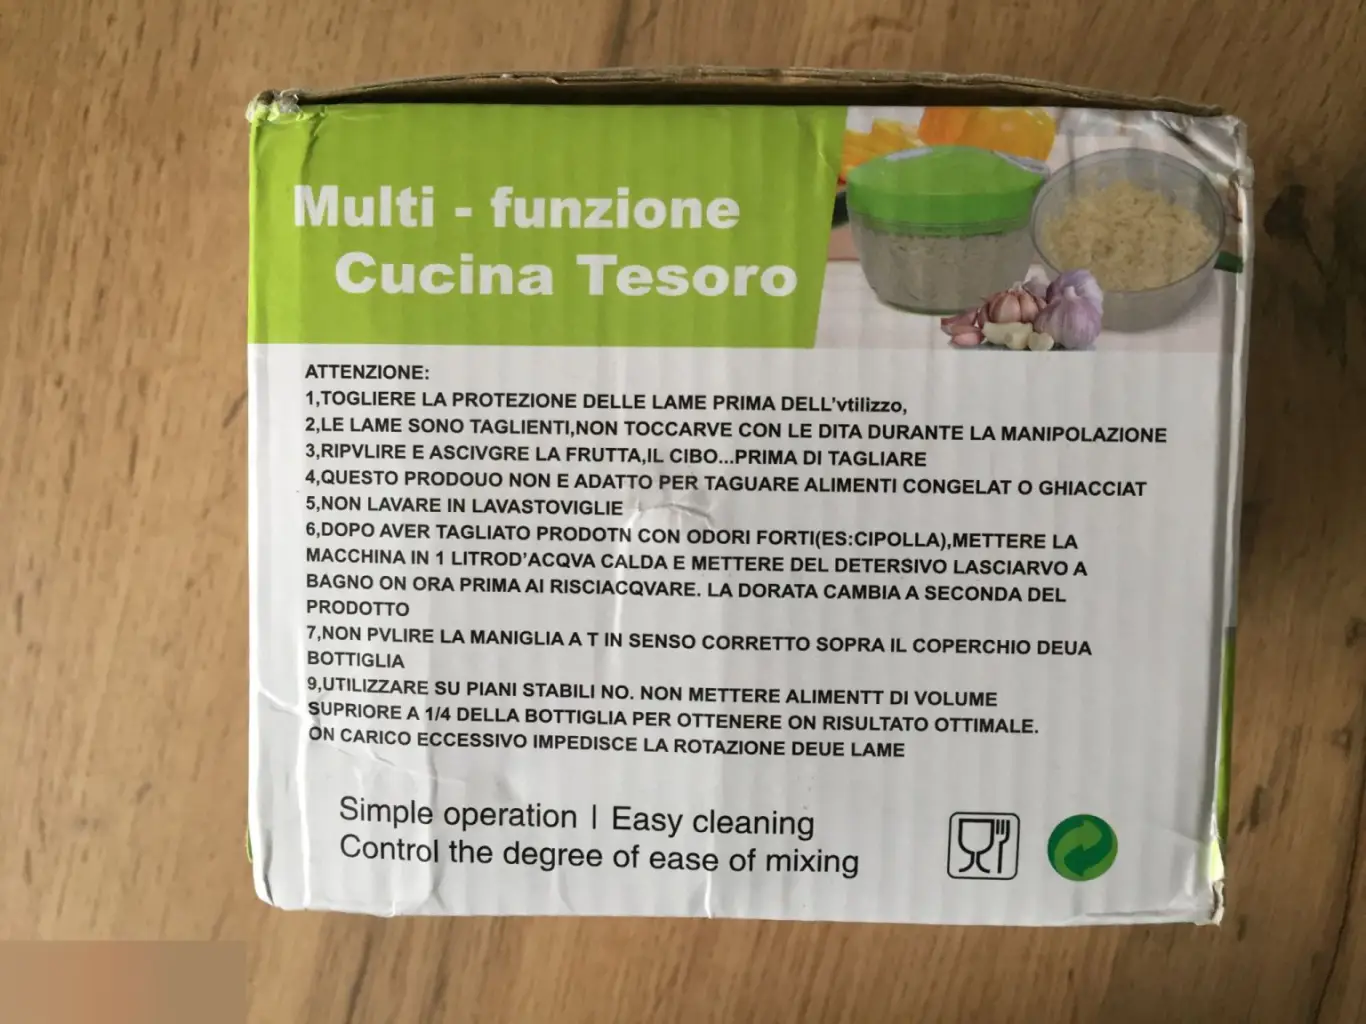 Multi - funzione
Cucina Tesoro
ATTENZIONE:
1,TOGLIERE LA PROTEZIONE DELLE LAME PRIMA DELL'vtilizzo,
2,LE LAME SONO TAGLIENTI,NON TOCCARVE CON LE DITA DURANTE LA MANIPOLAZIONE
3,RIPVLIRE E ASCIVGRE LA FRUTTA,IL CIBO...PRIMA DI TAGLIARE
4,QUESTO PRODOUO NON E ADATTO PER TAGUARE ALIMENTI CONGELAT O GHIACCIAT
5,NON LAVARE IN LAVASTOVIGLIE
6,DOPO AVER TAGLIATO PRODOTN CON ODORI FORTI(ES:CIPOLLA),METTERE LA
MACCHINA IN 1 LITROD'ACQVA CALDA E METTERE DEL DETERSIVO LASCIARVO A
BAGNO ON ORA PRIMA AI RISCIACQVARE. LA DORATA CAMBIA A SECONDA DEL
PRODOTTO
7,NON PVLIRE LA MANIGLIA A T IN SENSO CORRETTO SOPRA IL COPERCHIO DEUA
BOTTIGLIA
9,UTILIZZARE SU PIANI STABILI NO. NON METTERE ALIMENTT DI VOLUME
SUPRIORE A 1/4 DELLA BOTTIGLIA PER OTTENERE ON RISULTATO OTTIMALE.
ON CARICO ECCESSIVO IMPEDISCE LA ROTAZIONE DEUE LAME
Simple operation | Easy cleaning
Control the degree of ease of mixing